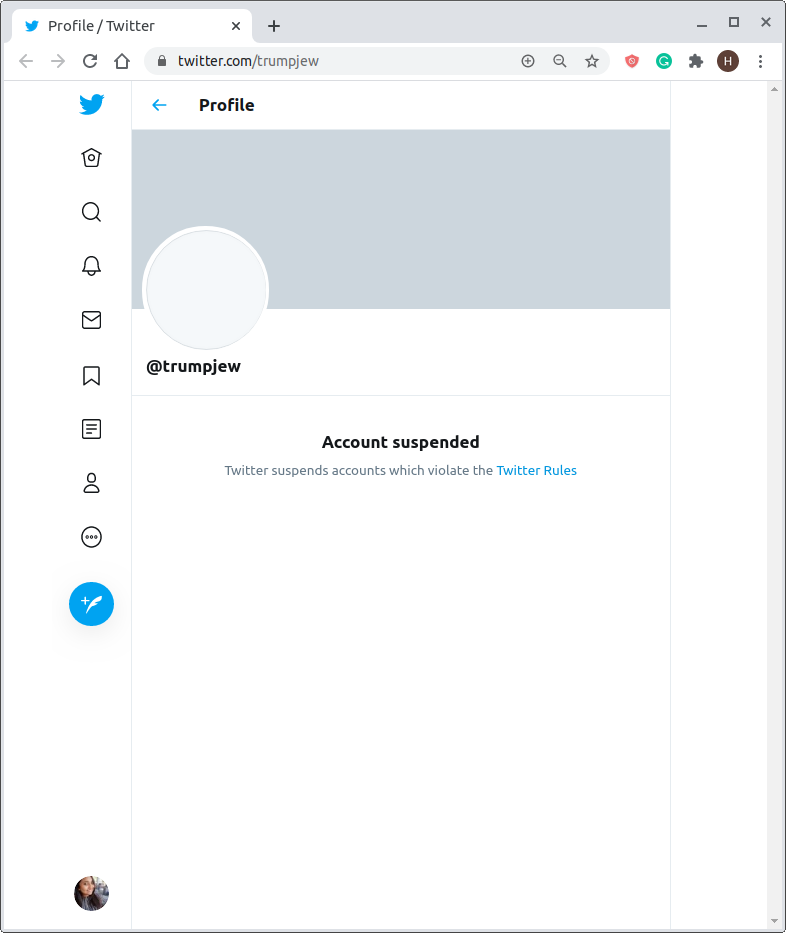 Profile / Twitter
twitter.com/trumpjew
H
Profile
@trumpjew
Account suspended
Twitter suspends accounts which violate the Twitter Rules